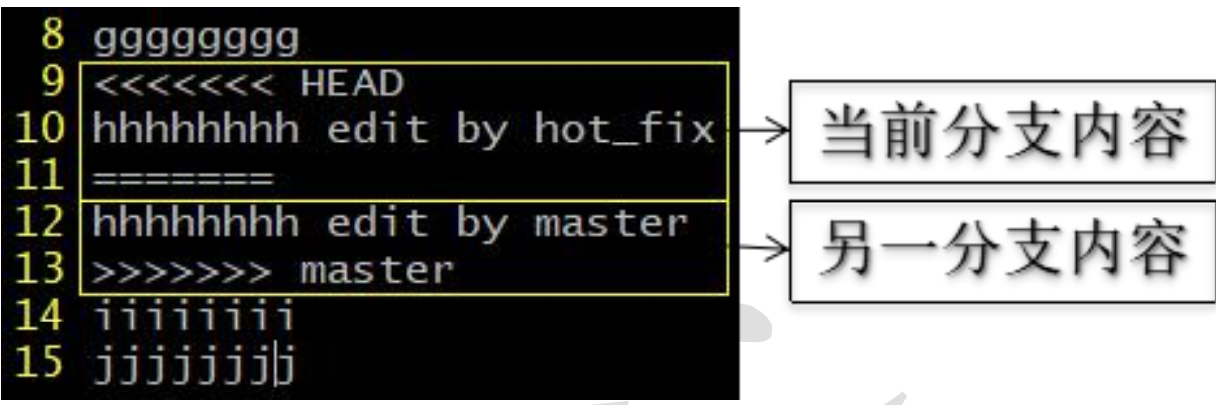 8 gggggggg
9 <<<<<<< HEAD
10 hhhhhhhh edit by hot_fix
当前分支内容
11 =======
12 hhhhhhhh edit by master
另一分支内容
13 >>>>>>> master
14 iiiiiiii
15 jjjjjjjj